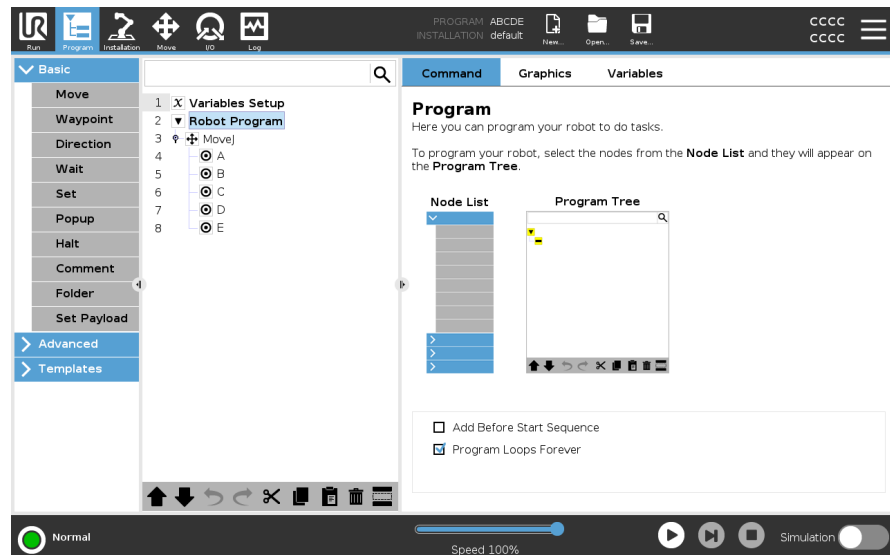 PROGRAM ABCDE
INSTALLATION default
CCCC
CCCC
UR
Run
Program
Installation
Move
I/O
Log
New...
Open...
Save...
Basic
Move
Waypoint
Direction
Wait
Set
Popup
Halt
Comment
Folder
Set Payload
Advanced
Templates
1 X Variables Setup
2 Robot Program
3 MoveJ
4 A
5 B
6 C
7 D
8 E
Command Graphics Variables
Program
Here you can program your robot to do tasks.
To program your robot, select the nodes from the Node List and they will appear on
the Program Tree.
Node List Program Tree
Add Before Start Sequence
Program Loops Forever
Normal
Speed 100%
Simulation